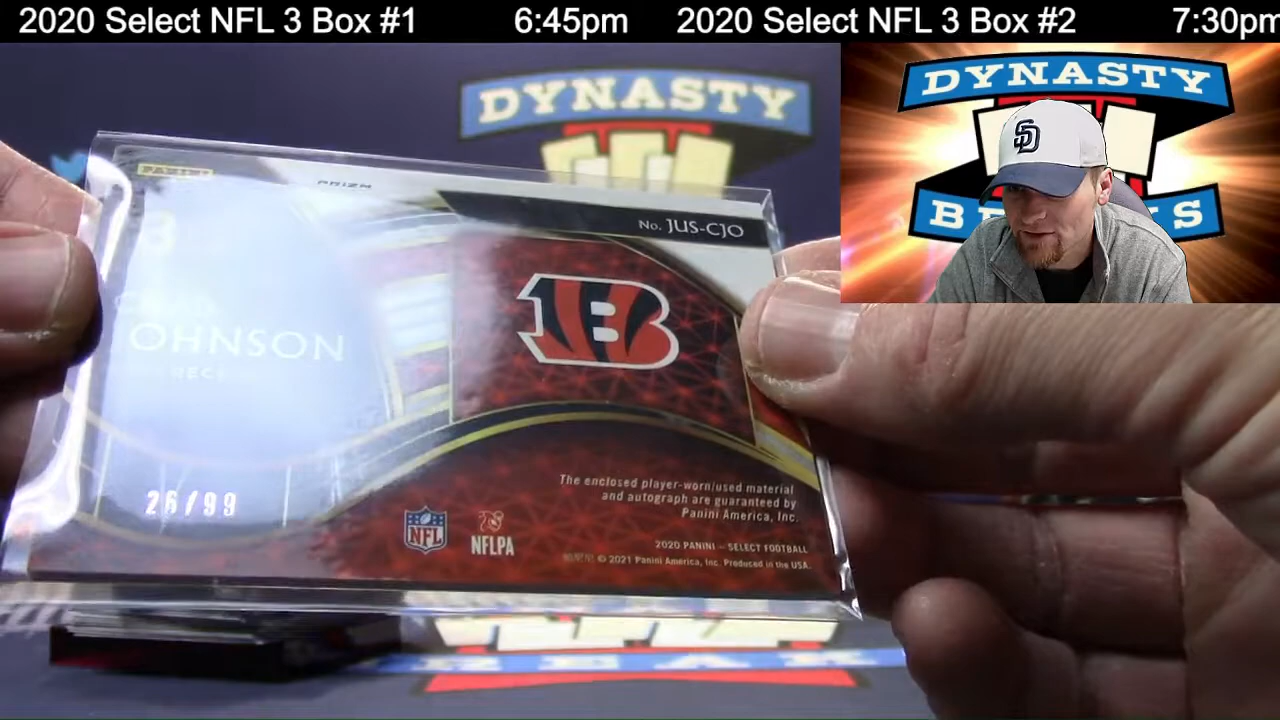 2020 Select NFL 3 Box #1 6:45pm 2020 Select NFL 3 Box #2 7:30pm
DYNASTY
DYNASTY
SD
PANINI
PRIZM
No. JUS-CJO
B
OHNSON
26/99
The enclosed player-worn/used material
and autograph are guaranteed by
Panini America, Inc.
NFL
NFLPA
2020 PANINI – SELECT FOOTBALL
© 2021 Panini America, Inc. Produced in the USA.